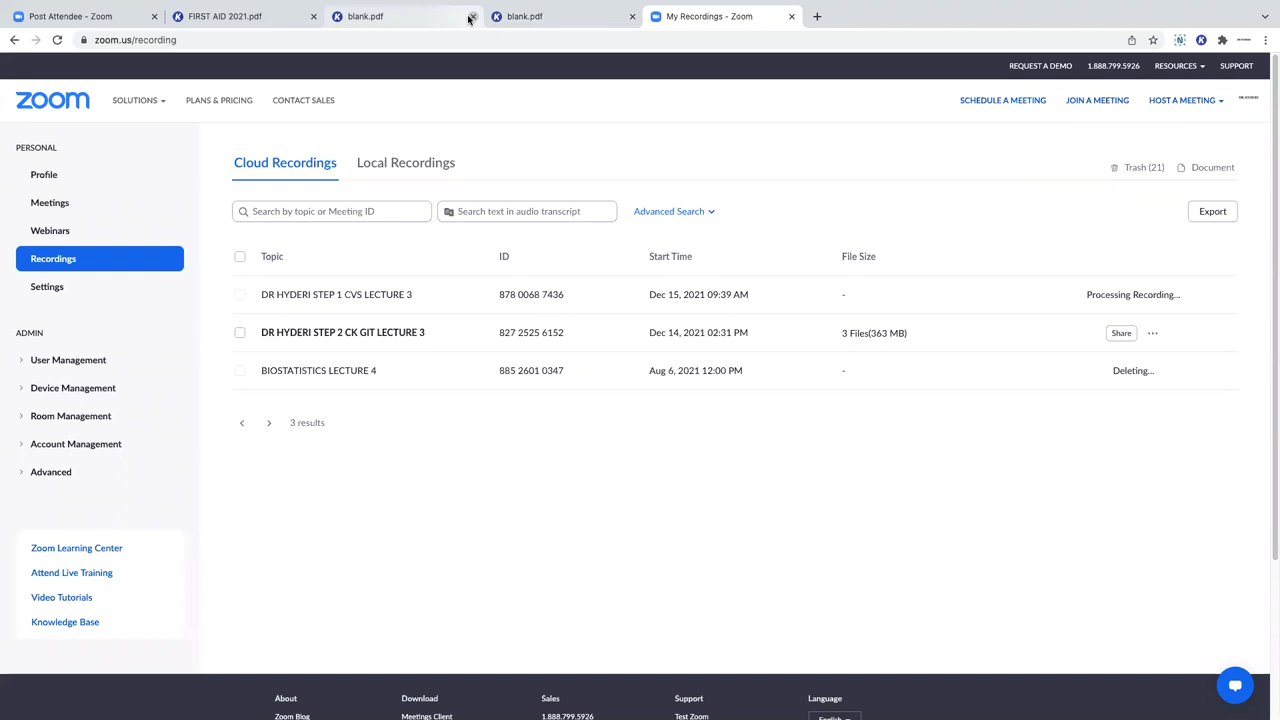 Post Attendee - Zoom
FIRST AID 2021.pdf
blank.pdf
blank.pdf
My Recordings - Zoom
zoom.us/recording
REQUEST A DEMO 1.888.799.5926 RESOURCES SUPPORT
zoom SOLUTIONS PLANS & PRICING CONTACT SALES SCHEDULE A MEETING JOIN A MEETING HOST A MEETING
PERSONAL
Profile
Meetings
Webinars
Recordings
Settings
ADMIN
User Management
Device Management
Room Management
Account Management
Advanced
Zoom Learning Center
Attend Live Training
Video Tutorials
Knowledge Base
Cloud Recordings Local Recordings
Trash (21) Document
Search by topic or Meeting ID Search text in audio transcript Advanced Search Export
Topic ID Start Time File Size
DR HYDERI STEP 1 CVS LECTURE 3 878 0068 7436 Dec 15, 2021 09:39 AM - Processing Recording...
DR HYDERI STEP 2 CK GIT LECTURE 3 827 2525 6152 Dec 14, 2021 02:31 PM 3 Files(363 MB) Share ...
BIOSTATISTICS LECTURE 4 885 2601 0347 Aug 6, 2021 12:00 PM - Deleting...
3 results
About Download Sales Support Language
Zoom Blog Meetings Client 1.888.799.5926 Test Zoom English